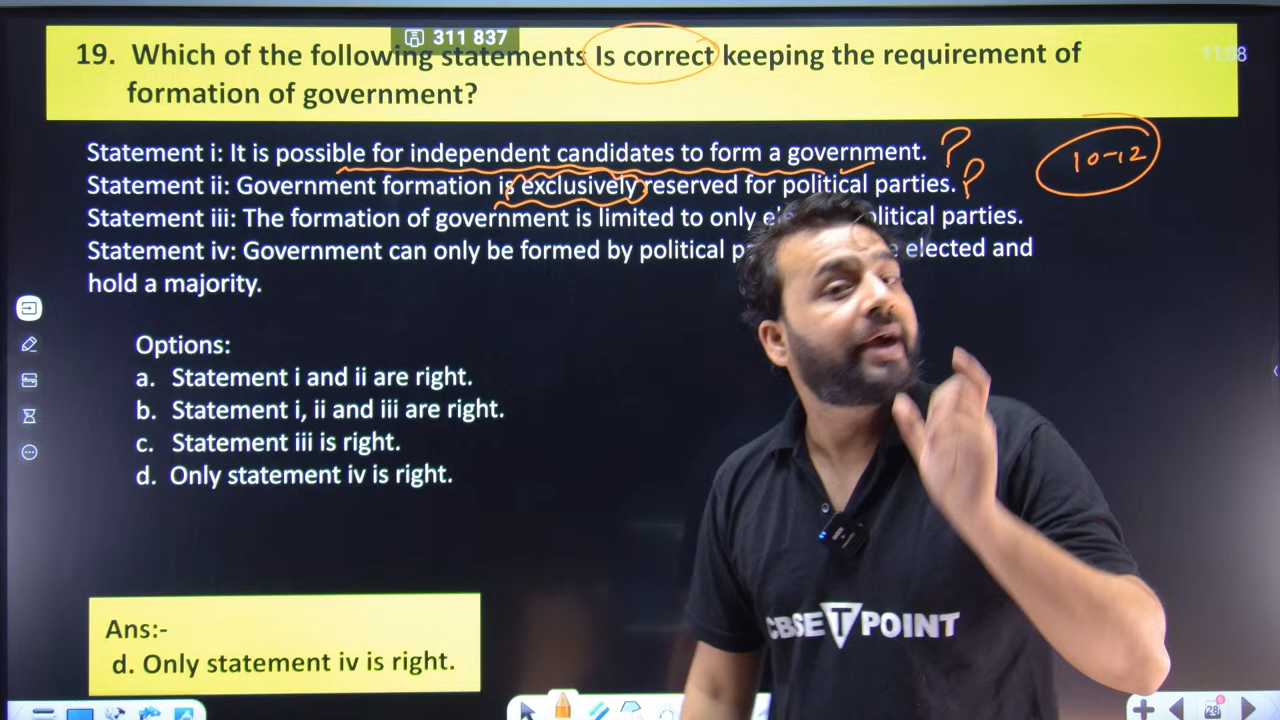 311 837
19. Which of the following statements Is correct keeping the requirement of
11:08
formation of government?
Statement i: It is possible for independent candidates to form a government. ?
10-12
Statement ii: Government formation is exclusively reserved for political parties. ?
Statement iii: The formation of government is limited to only political parties.
Statement iv: Government can only be formed by political elected and
hold a majority.
Options:
a. Statement i and ii are right.
b. Statement i, ii and iii are right.
c. Statement iii is right.
d. Only statement iv is right.
CBSE T POINT
Ans:-
d. Only statement iv is right.
28